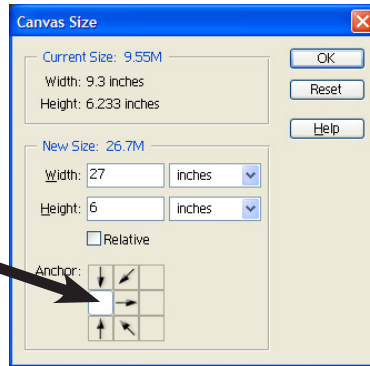 Canvas Size
Current Size: 9.55M
Width: 9.3 inches
Height: 6.233 inches
OK
Reset
Help
New Size: 26.7M
Width: 27 inches
Height: 6 inches
Relative
Anchor: